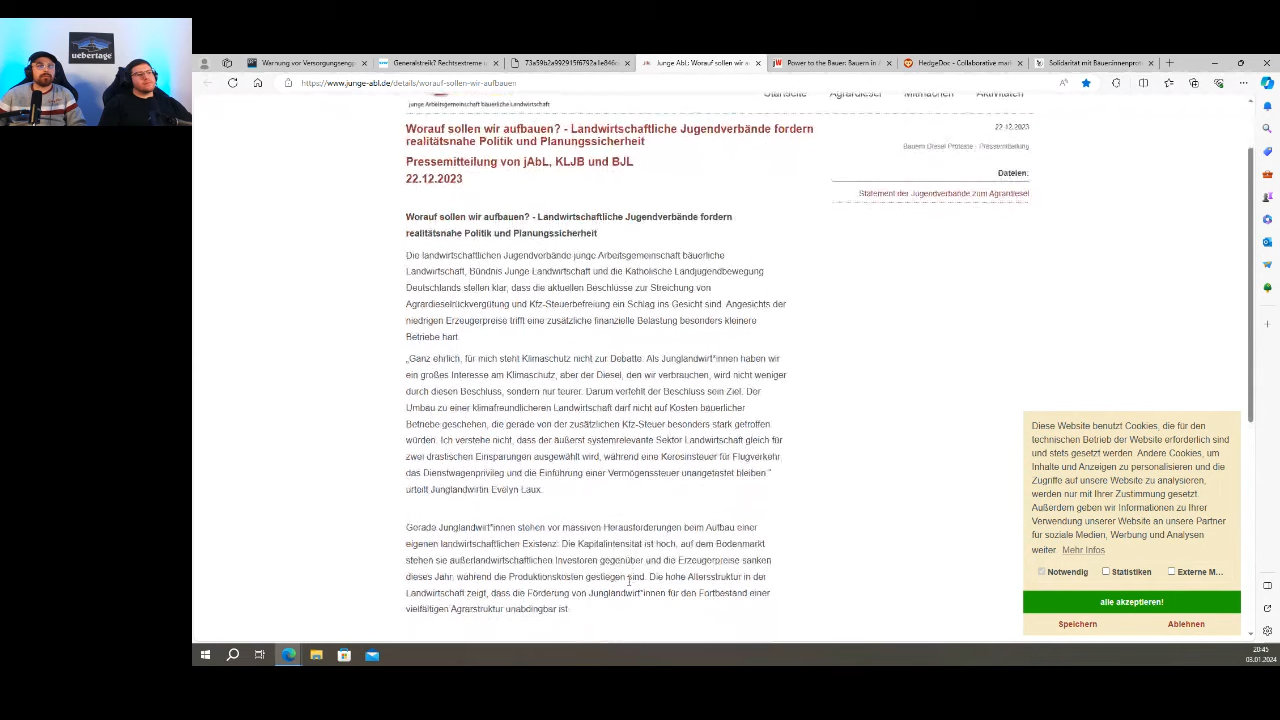 uebertage
Warnung vor Versorgungsengp
Generalstreik? Rechtsextreme u
73a59b2a992915f6792a1e846c
Junge AbL: Worauf sollen wir a
Power to the Bauer: Bauern in A
HedgeDoc - Collaborative mar
Solidarität mit Bäuer:innenprot
https://www.junge-abl.de/details/worauf-sollen-wir-aufbauen
junge Arbeitsgemeinschaft bäuerliche Landwirtschaft
Startseite Agrardiesel Mitmachen Aktivitäten
Worauf sollen wir aufbauen? - Landwirtschaftliche Jugendverbände fordern
realitätsnahe Politik und Planungssicherheit
Pressemitteilung von jAbL, KLJB und BJL
22.12.2023
22.12.2023
Bauern Diesel Proteste - Pressemitteilung
Dateien:
Statement der Jugendverbände zum Agrardiesel
Worauf sollen wir aufbauen? - Landwirtschaftliche Jugendverbände fordern
realitätsnahe Politik und Planungssicherheit
Die landwirtschaftlichen Jugendverbände junge Arbeitsgemeinschaft bäuerliche
Landwirtschaft, Bündnis Junge Landwirtschaft und die Katholische Landjugendbewegung
Deutschlands stellen klar, dass die aktuellen Beschlüsse zur Streichung von
Agrardieselrückvergütung und Kfz-Steuerbefreiung ein Schlag ins Gesicht sind. Angesichts der
niedrigen Erzeugerpreise trifft eine zusätzliche finanzielle Belastung besonders kleinere
Betriebe hart.
„Ganz ehrlich, für mich steht Klimaschutz nicht zur Debatte. Als Junglandwirt*innen haben wir
ein großes Interesse am Klimaschutz, aber der Diesel, den wir verbrauchen, wird nicht weniger
durch diesen Beschluss, sondern nur teurer. Darum verfehlt der Beschluss sein Ziel. Der
Umbau zu einer klimafreundlicheren Landwirtschaft darf nicht auf Kosten bäuerlicher
Betriebe geschehen, die gerade von der zusätzlichen Kfz-Steuer besonders stark getroffen
würden. Ich verstehe nicht, dass der äußerst systemrelevante Sektor Landwirtschaft gleich für
zwei drastischen Einsparungen ausgewählt wird, während eine Kerosinsteuer für Flugverkehr
das Dienstwagenprivileg und die Einführung einer Vermögenssteuer unangetastet bleiben.“
urteilt Junglandwirtin Evelyn Laux.
Gerade Junglandwirt*innen stehen vor massiven Herausforderungen beim Aufbau einer
eigenen landwirtschaftlichen Existenz: Die Kapitalintensität ist hoch, auf dem Bodenmarkt
stehen sie außerlandwirtschaftlichen Investoren gegenüber und die Erzeugerpreise sanken
dieses Jahr, während die Produktionskosten gestiegen sind. Die hohe Altersstruktur in der
Landwirtschaft zeigt, dass die Förderung von Junglandwirt*innen für den Fortbestand einer
vielfältigen Agrarstruktur unabdingbar ist.
Diese Website benutzt Cookies, die für den
technischen Betrieb der Website erforderlich sind
und stets gesetzt werden. Andere Cookies, um
Inhalte und Anzeigen zu personalisieren und die
Zugriffe auf unsere Website zu analysieren,
werden nur mit Ihrer Zustimmung gesetzt.
Außerdem geben wir Informationen zu Ihrer
Verwendung unserer Website an unsere Partner
für soziale Medien, Werbung und Analysen
weiter. Mehr Infos
Notwendig Statistiken Externe M...
alle akzeptieren!
Speichern Ablehnen
20:45
03.01.2024